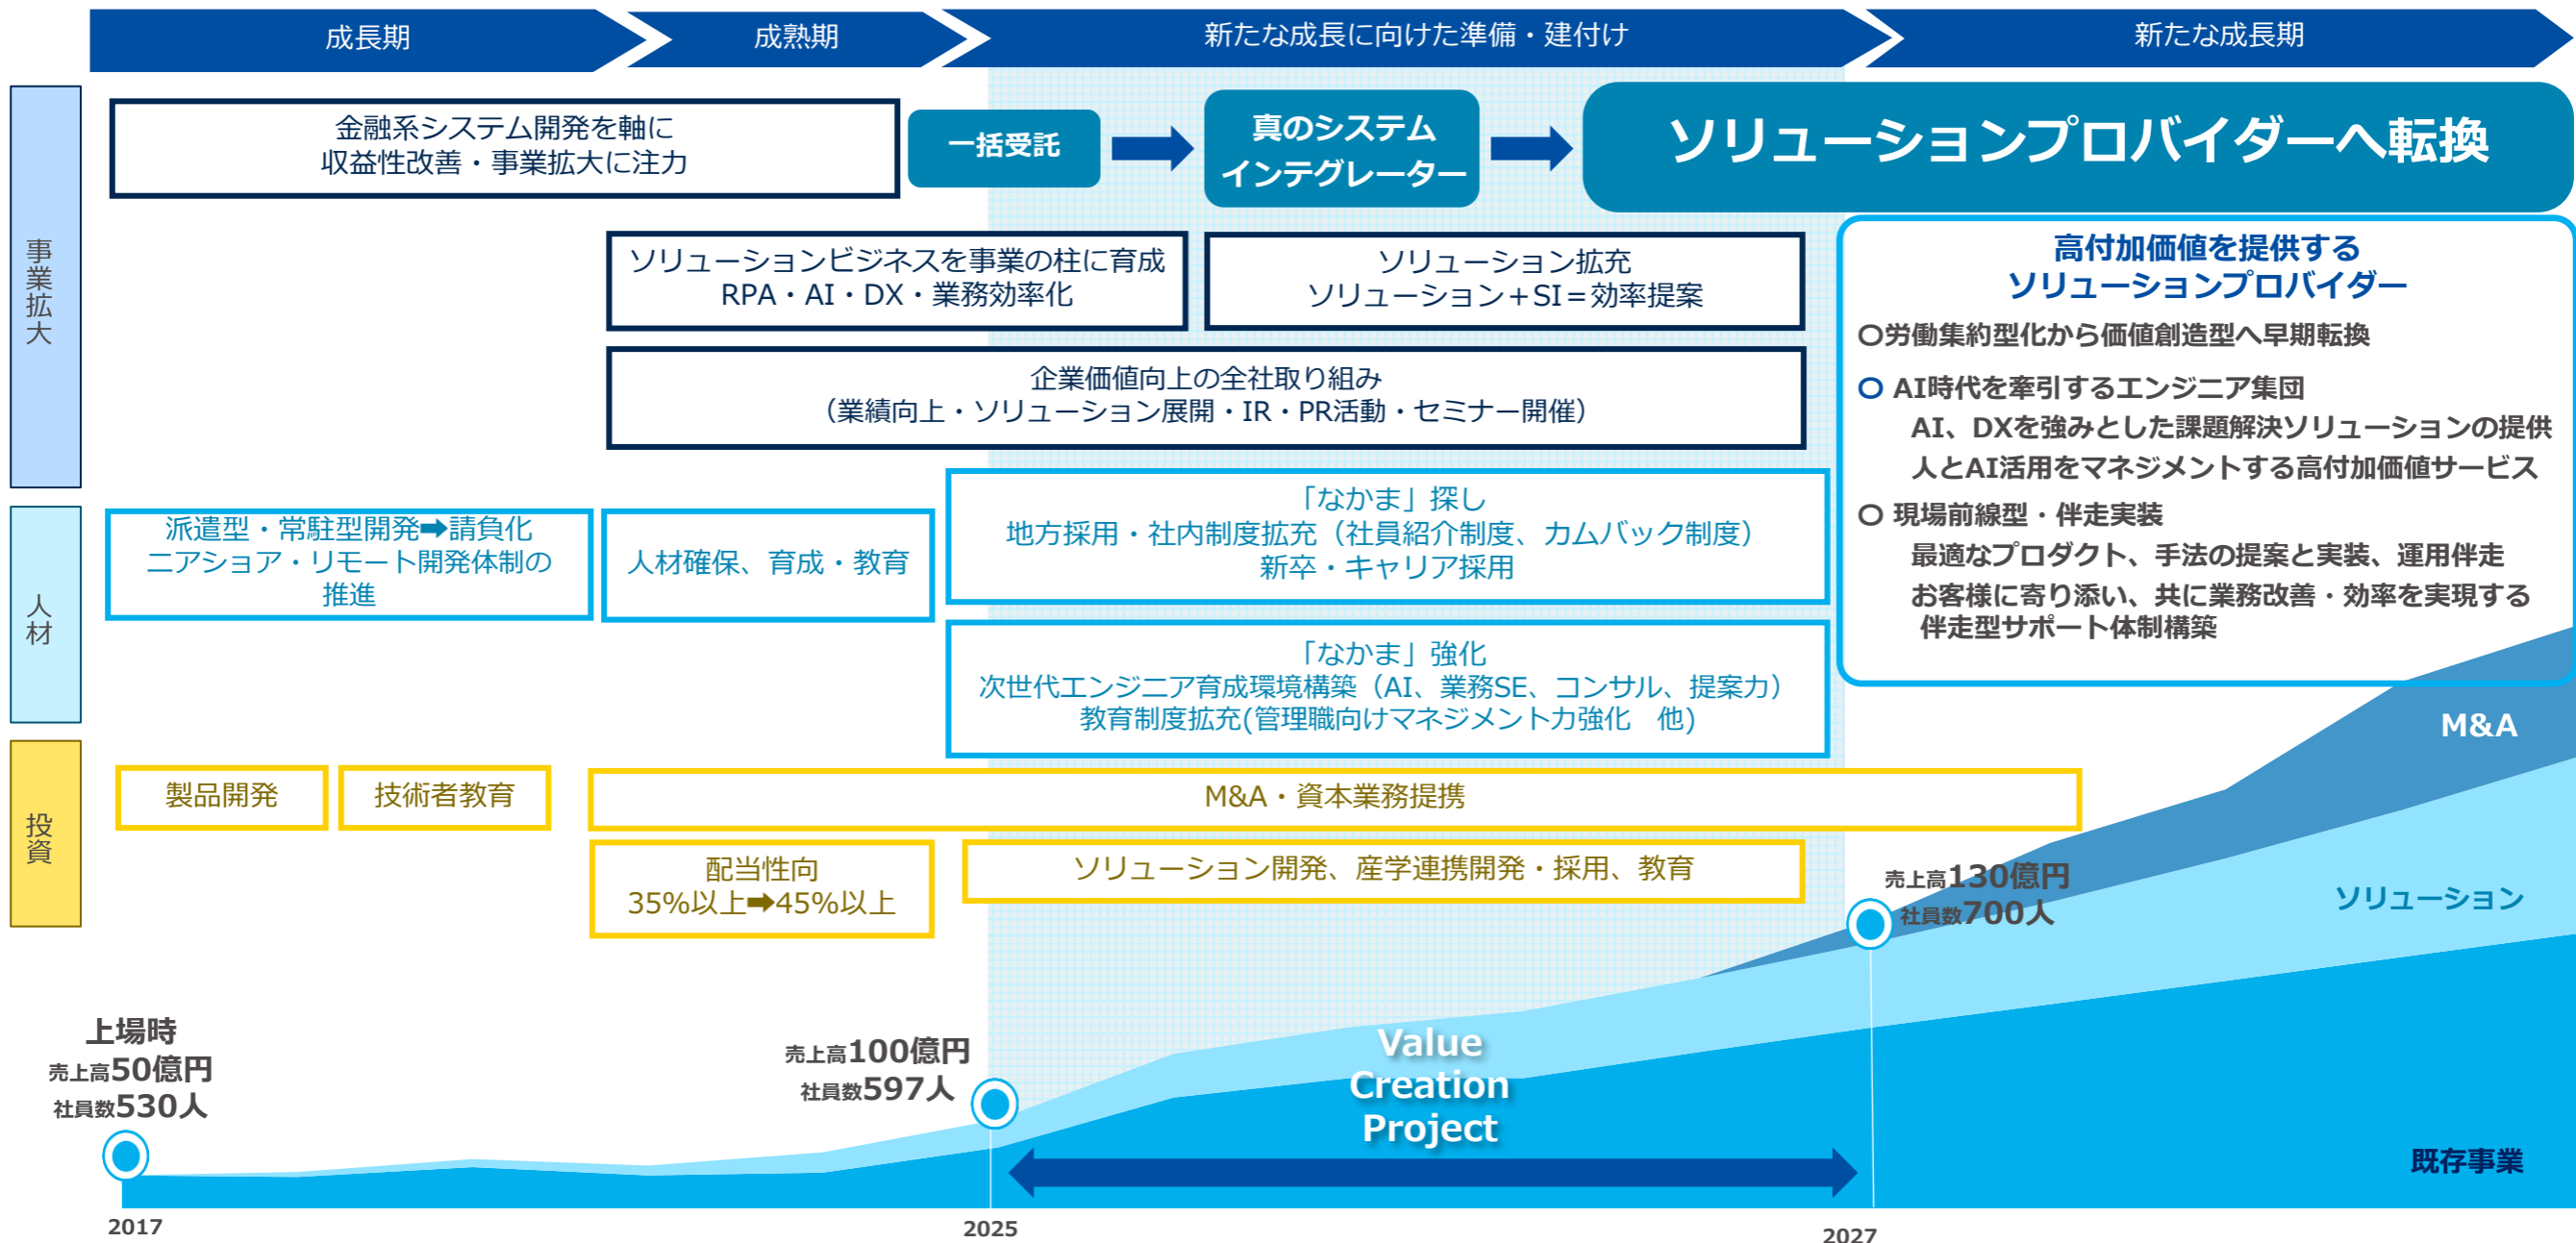 成長期
成熟期
新たな成長に向けた準備・建付け
新たな成長期
事業拡大
金融系システム開発を軸に
収益性改善・事業拡大に注力
一括受託
真のシステム
インテグレーター
ソリューションプロバイダーへ転換
ソリューションビジネスを事業の柱に育成
RPA・AI・DX・業務効率化
ソリューション拡充
ソリューション＋SI＝効率提案
企業価値向上の全社取り組み
（業績向上・ソリューション展開・IR・PR活動・セミナー開催）
高付加価値を提供する
ソリューションプロバイダー
〇労働集約型化から価値創造型へ早期転換
〇 AI時代を牽引するエンジニア集団
AI、DXを強みとした課題解決ソリューションの提供
人とAI活用をマネジメントする高付加価値サービス
〇 現場前線型・伴走実装
最適なプロダクト、手法の提案と実装、運用伴走
お客様に寄り添い、共に業務改善・効率を実現する
伴走型サポート体制構築
人材
派遣型・常駐型開発➡請負化
ニアショア・リモート開発体制の
推進
人材確保、育成・教育
「なかま」探し
地方採用・社内制度拡充（社員紹介制度、カムバック制度）
新卒・キャリア採用
「なかま」強化
次世代エンジニア育成環境構築（AI、業務SE、コンサル、提案力）
教育制度拡充(管理職向けマネジメント力強化　他)
投資
製品開発
技術者教育
M&A・資本業務提携
配当性向
35%以上➡45%以上
ソリューション開発、産学連携開発・採用、教育
上場時
売上高50億円
社員数530人
売上高100億円
社員数597人
売上高130億円
社員数700人
M&A
ソリューション
既存事業
Value
Creation
Project
2017
2025
2027